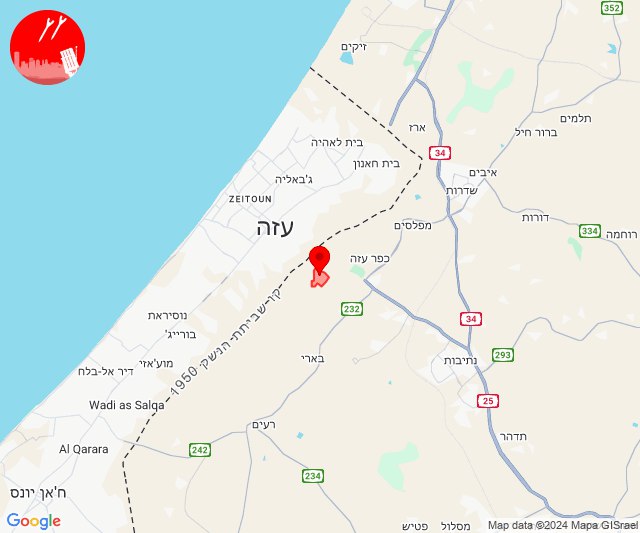 352
זיקים
תלמים
ארז
ברור חיל
בית לאהיה
34
בית חאנון
איבים
ג'באליה
שדרות
ZEITOUN
דורות
עזה
מפלסים
334
רוחמה
כפר עזה
קו-שביתת-הנשק-1950
232
נוסיראת
34
בורייג'
293
בארי
נתיבות
מוע'אזי
דיר אל-בלח
25
Wadi as Salqa
רעים
תדהר
Al Qarara
242
234
ח'אן יונס
Google
פטיש
מסלול
Map data ©2024 Mapa GISrael